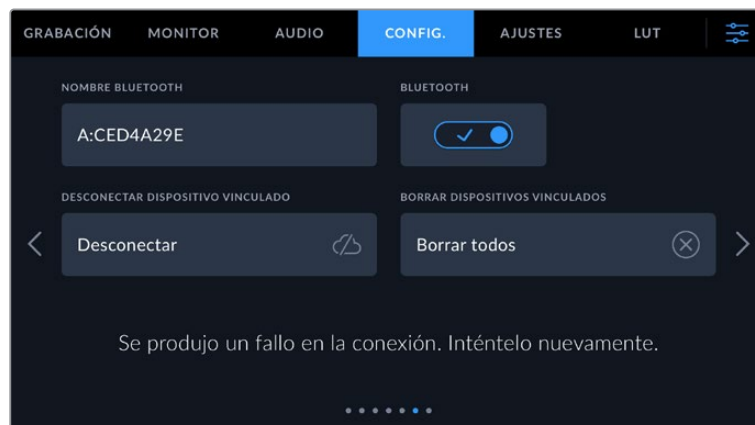 GRABACIÓN MONITOR AUDIO CONFIG. AJUSTES LUT
NOMBRE BLUETOOTH BLUETOOTH
A:CED4A29E
DESCONECTAR DISPOSITIVO VINCULADO BORRAR DISPOSITIVOS VINCULADOS
Desconectar Borrar todos
Se produjo un fallo en la conexión. Inténtelo nuevamente.